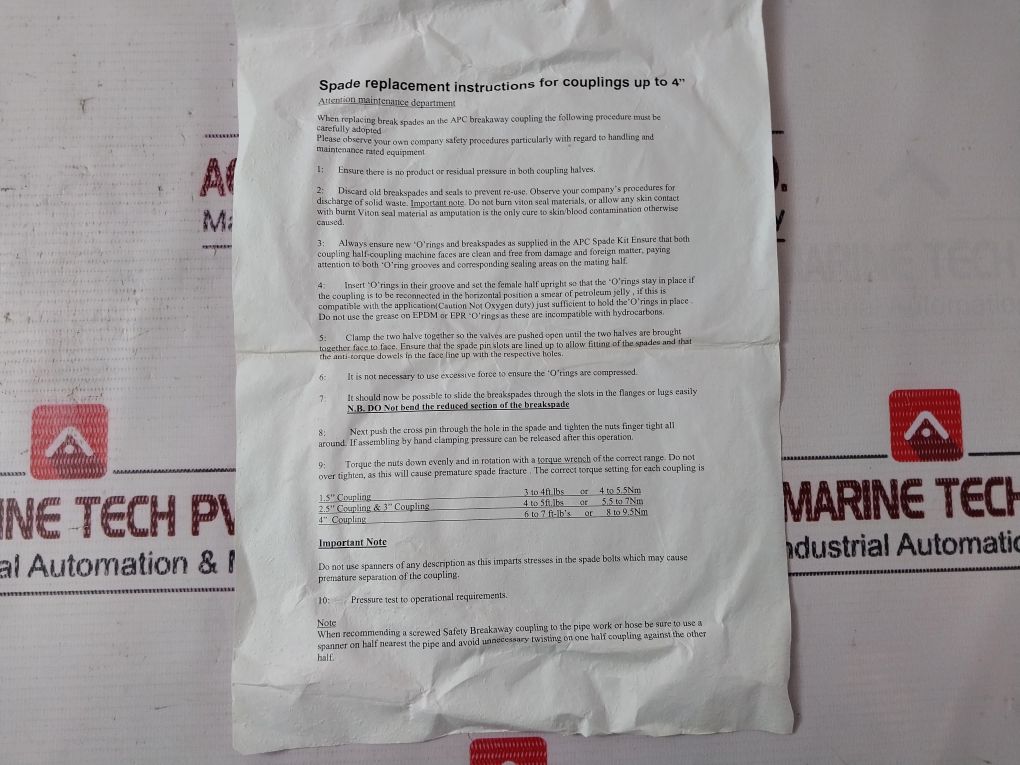 Spade replacement instructions for couplings up to 4"
Attention maintenance department
When replacing break spades an the APC breakaway coupling the following procedure must be
carefully adopted
Please observe your own company safety procedures particularly with regard to handling and
maintenance rated equipment
1: Ensure there is no product or residual pressure in both coupling halves.
2: Discard old breakspades and seals to prevent re-use. Observe your company's procedures for
discharge of solid waste. Important note. Do not burn viton seal materials, or allow any skin contact
with burnt Viton seal material as amputation is the only cure to skin/blood contamination otherwise
caused.
3: Always ensure new 'O'rings and breakspades as supplied in the APC Spade Kit Ensure that both
coupling half-coupling machine faces are clean and free from damage and foreign matter, paying
attention to both 'O'ring grooves and corresponding sealing areas on the mating half.
4: Insert 'O'rings in their groove and set the female half upright so that the 'O'rings stay in place if
the coupling is to be reconnected in the horizontal position a smear of petroleum jelly , if this is
compatible with the application(Caution Not Oxygen duty) just sufficient to hold the'O'rings in place .
Do not use the grease on EPDM or EPR 'O'rings as these are incompatible with hydrocarbons.
5: Clamp the two halve together so the valves are pushed open until the two halves are brought
together face to face. Ensure that the spade pin slots are lined up to allow fitting of the spades and that
the anti-torque dowels in the face line up with the respective holes.
6: It is not necessary to use excessive force to ensure the 'O'rings are compressed.
7: It should now be possible to slide the breakspades through the slots in the flanges or lugs easily
N.B. DO Not bend the reduced section of the breakspade
8: Next push the cross pin through the hole in the spade and tighten the nuts finger tight all
around. If assembling by hand clamping pressure can be released after this operation.
9: Torque the nuts down evenly and in rotation with a torque wrench of the correct range. Do not
over tighten, as this will cause premature spade fracture . The correct torque setting for each coupling is
1.5" Coupling 3 to 4ft.lbs or 4 to 5.5Nm
2.5" Coupling & 3" Coupling 4 to 5ft.lbs or 5.5 to 7Nm
4" Coupling 6 to 7 ft-lb's or 8 to 9.5Nm
Important Note
Do not use spanners of any description as this imparts stresses in the spade bolts which may cause
premature separation of the coupling.
10: Pressure test to operational requirements.
Note
When recommending a screwed Safety Breakaway coupling to the pipe work or hose be sure to use a
spanner on half nearest the pipe and avoid unnecessary twisting on one half coupling against the other
half.
INE TECH PV
al Automation &
MARINE TECH
ndustrial Automatio